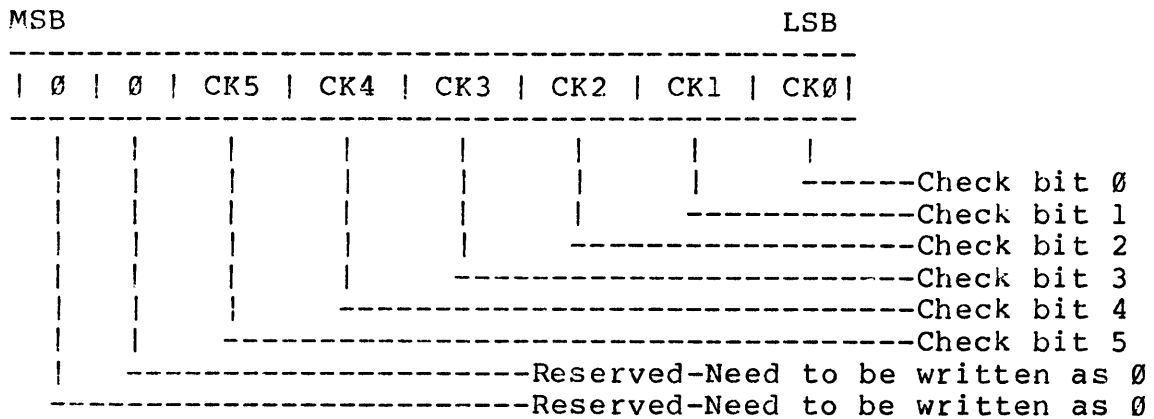 MSB LSB
| Ø | Ø | CK5 | CK4 | CK3 | CK2 | CK1 | CKØ|
------Check bit Ø
------------Check bit 1
------------------Check bit 2
------------------------Check bit 3
------------------------------Check bit 4
------------------------------------Check bit 5
---------------------Reserved-Need to be written as Ø
-------------------------Reserved-Need to be written as Ø